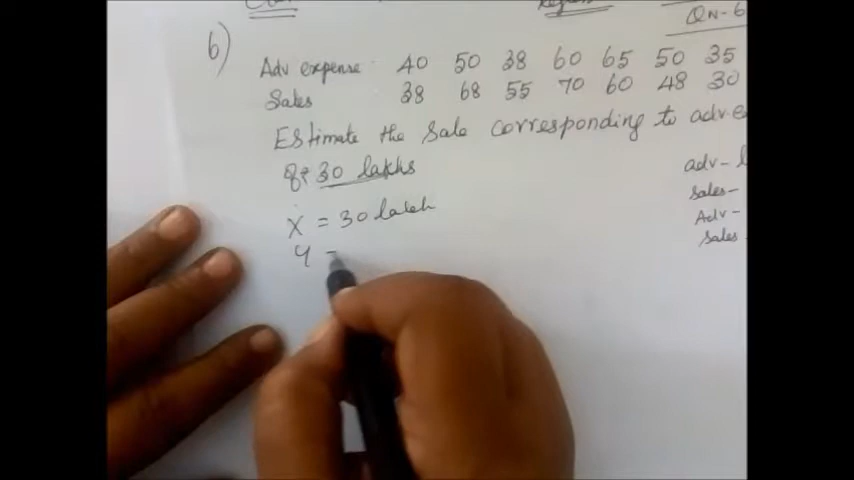 QN-6
6)
Adv expense 40 50 38 60 65 50 35
Sales 38 68 55 70 60 48 30
Estimate the Sale corresponding to adv.e
of ₹ 30 lakhs
adv-
sales-
Adv-
Sales
X = 30 lakh
Y =